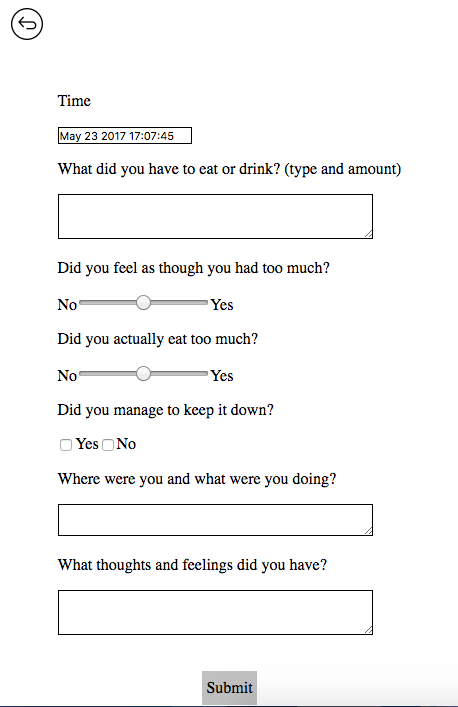 Time
May 23 2017 17:07:45
What did you have to eat or drink? (type and amount)
Did you feel as though you had too much?
No Yes
Did you actually eat too much?
No Yes
Did you manage to keep it down?
Yes No
Where were you and what were you doing?
What thoughts and feelings did you have?
Submit